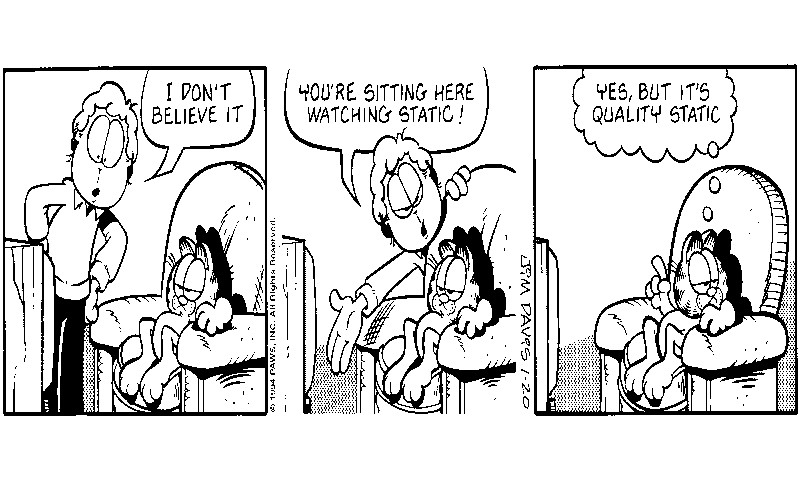 I DON'T
BELIEVE IT
© 1994 PAWS, INC. All Rights Reserved.
YOU'RE SITTING HERE
WATCHING STATIC!
JIM DAVIS 1-20
YES, BUT IT'S
QUALITY STATIC